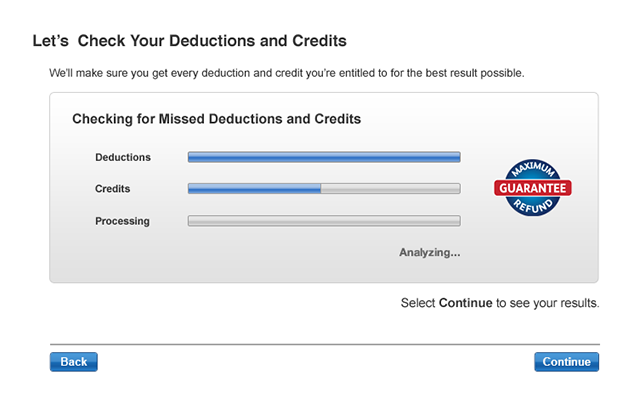 Let's  Check Your Deductions and Credits
We'll make sure you get every deduction and credit you're entitled to for the best result possible.
Checking for Missed Deductions and Credits
Deductions
Credits
Processing
MAXIMUM
GUARANTEE
REFUND
Analyzing...
Select Continue to see your results.
Back
Continue